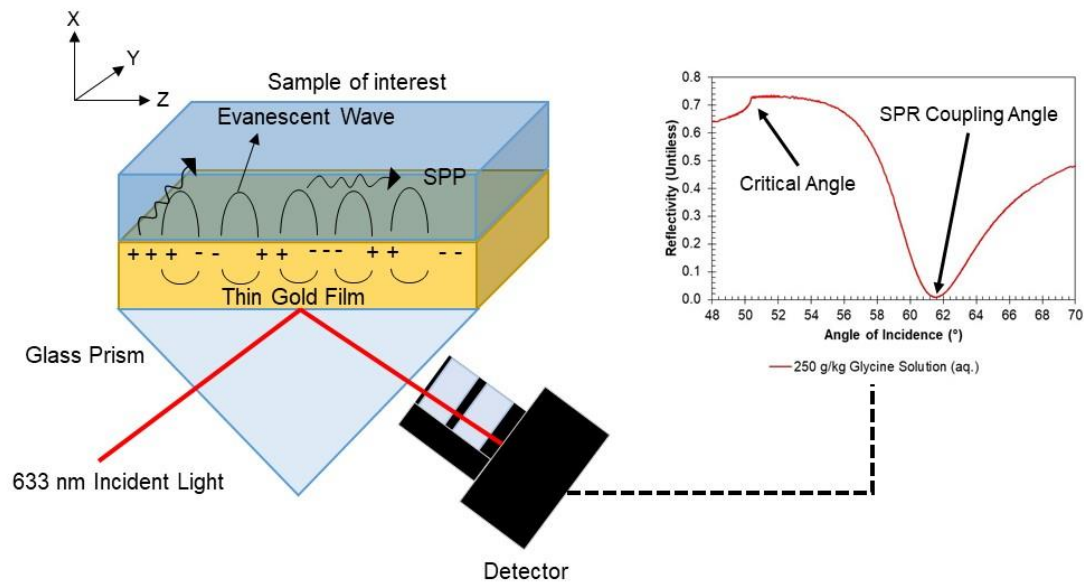 X
Y
Z
Sample of interest
Evanescent Wave
SPP
+ + + - - + + - - - + + - -
Thin Gold Film
Glass Prism
633 nm Incident Light
Detector
Reflectivity (Untiless)
0.8
0.7
0.6
0.5
0.4
0.3
0.2
0.1
0.0
SPR Coupling Angle
Critical Angle
48 50 52 54 56 58 60 62 64 66 68 70
Angle of Incidence (°)
250 g/kg Glycine Solution (aq.)